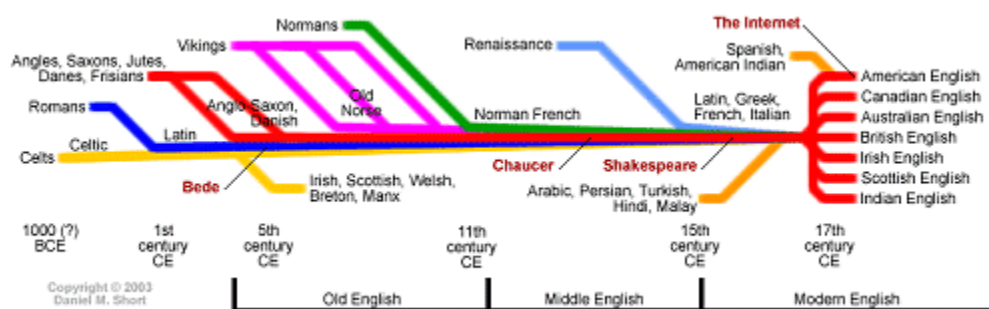 Normans
The Internet
Vikings
Renaissance
Spanish,
American Indian
Angles, Saxons, Jutes,
Danes, Frisians
American English
Romans
Anglo-Saxon,
Danish
Old
Norse
Norman French
Latin, Greek,
French, Italian
Canadian English
Australian English
Celtic
Latin
British English
Celts
Bede
Chaucer
Shakespeare
Irish English
Irish, Scottish, Welsh,
Breton, Manx
Arabic, Persian, Turkish,
Hindi, Malay
Scottish English
Indian English
1000 (?)
BCE
1st
century
CE
5th
century
CE
11th
century
CE
15th
century
CE
17th
century
CE
Copyright © 2003
Daniel M. Short
Old English
Middle English
Modern English